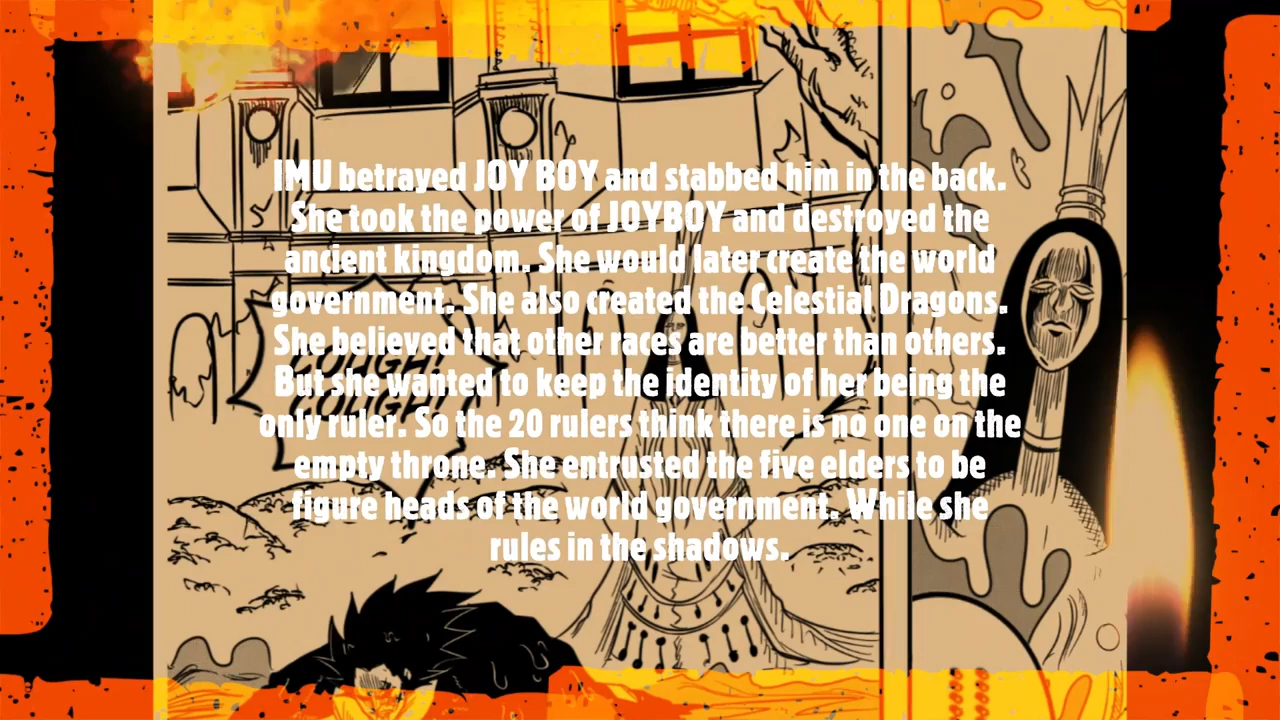 IMU betrayed JOY BOY and stabbed him in the back.
She took the power of JOYBOY and destroyed the
ancient kingdom. She would later create the world
government. She also created the Celestial Dragons.
She believed that other races are better than others.
But she wanted to keep the identity of her being the
only ruler. So the 20 rulers think there is no one on the
empty throne. She entrusted the five elders to be
figure heads of the world government. While she
rules in the shadows.
COUGH!
COUGH!